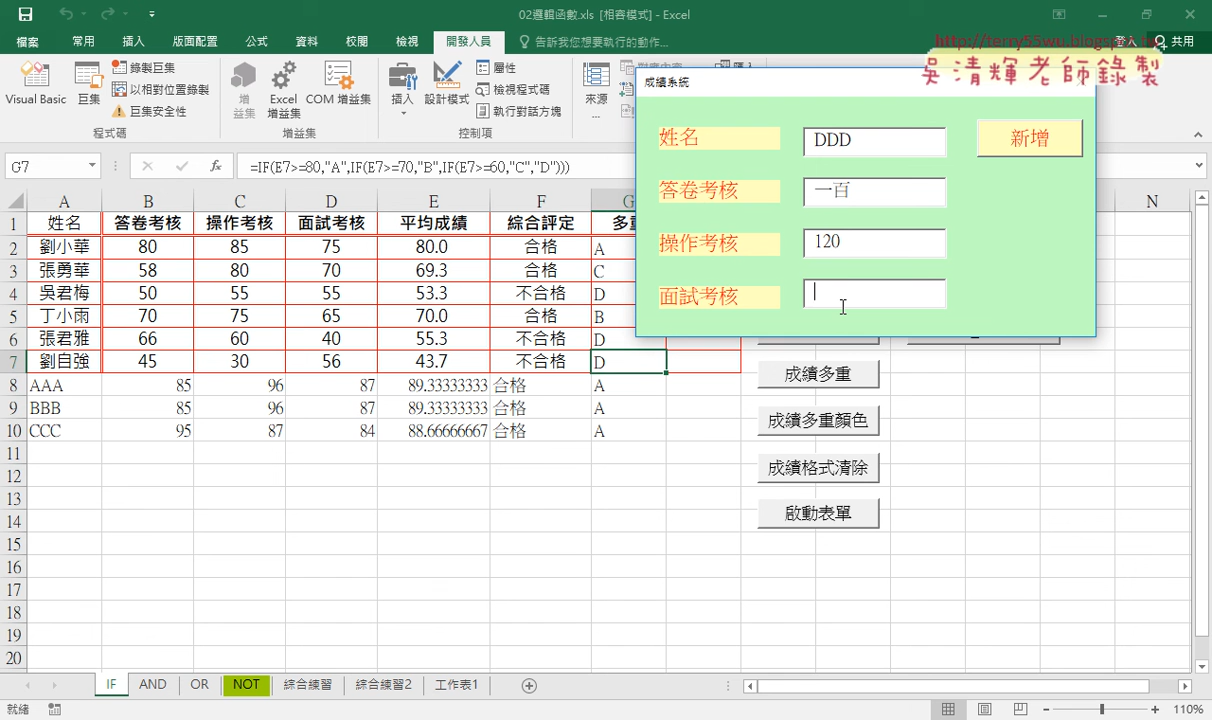 02邏輯函數.xls [相容模式] - Excel
http://terry55wu.blogspot.tw
吳清輝老師錄製
檔案 常用 插入 版面配置 公式 資料 校閱 檢視 開發人員 告訴我您想要執行的動作... 登入 共用
Visual Basic 巨集 錄製巨集 以相對位置錄製 巨集安全性 增益集 Excel 增益集 COM 增益集 插入 設計模式 屬性 檢視程式碼 執行對話方塊 來源
程式碼 增益集 控制項
G7 fx =IF(E7>=80,"A",IF(E7>=70,"B",IF(E7>=60,"C","D")))
成績系統
姓名 DDD 新增
答卷考核 一百
操作考核 120
面試考核
A B C D E F G N
1 姓名 答卷考核 操作考核 面試考核 平均成績 綜合評定 多重
2 劉小華 80 85 75 80.0 合格 A
3 張勇華 58 80 70 69.3 合格 C
4 吳君梅 50 55 55 53.3 不合格 D
5 丁小雨 70 75 65 70.0 合格 B
6 張君雅 66 60 40 55.3 不合格 D
7 劉自強 45 30 56 43.7 不合格 D
8 AAA 85 96 87 89.33333333 合格 A
9 BBB 85 96 87 89.33333333 合格 A
10 CCC 95 87 84 88.66666667 合格 A
11
12
13
14
15
16
17
18
19
20
成績多重
成績多重顏色
成績格式清除
啟動表單
IF AND OR NOT 綜合練習 綜合練習2 工作表1
就緒 110%